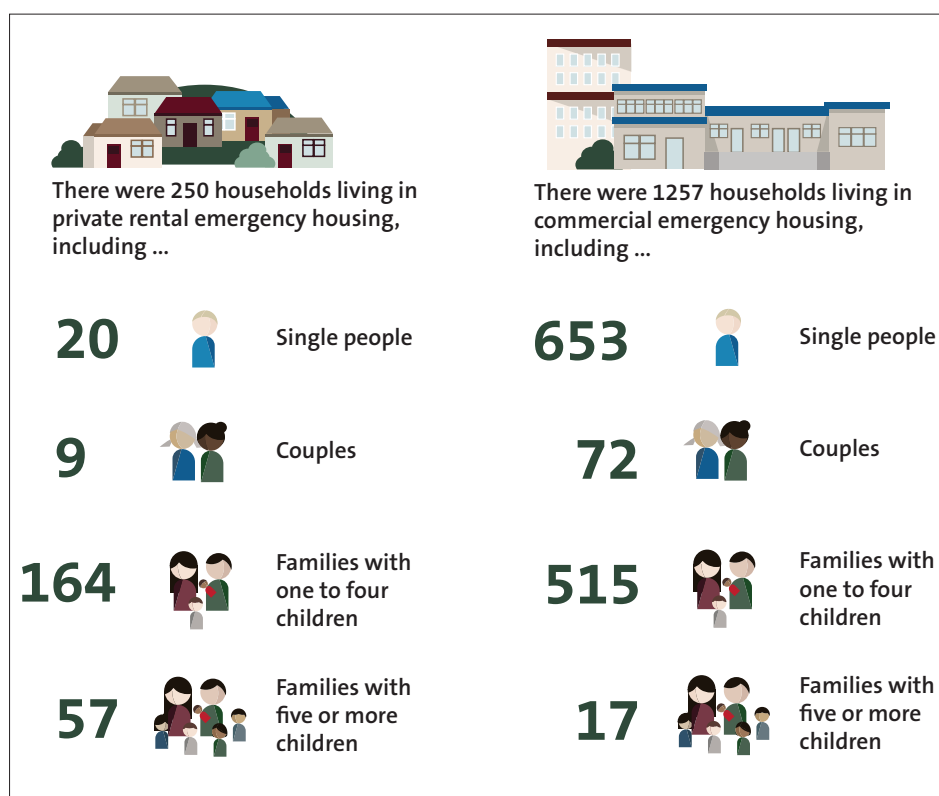 There were 250 households living in
private rental emergency housing,
including ...
20
Single people
9
Couples
164
Families with
one to four
children
57
Families with
five or more
children
There were 1257 households living in
commercial emergency housing,
including ...
653
Single people
72
Couples
515
Families with
one to four
children
17
Families with
five or more
children